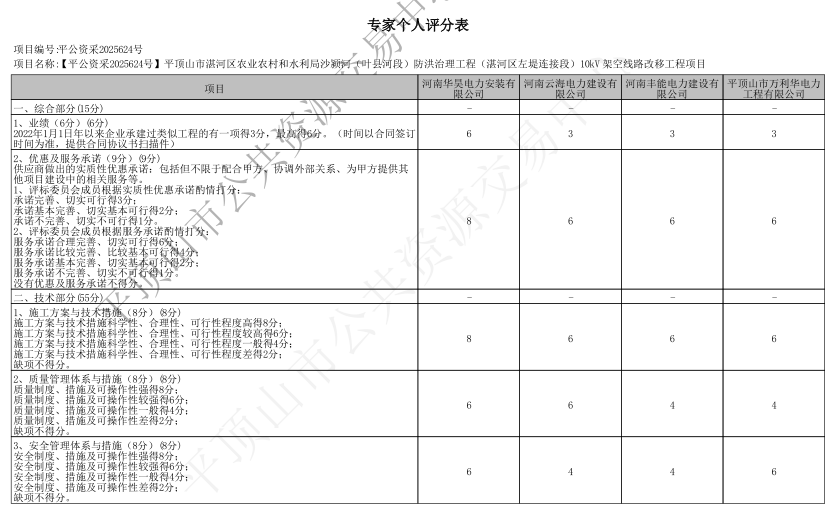 专家个人评分表
项目编号:平公资采2025624号
项目名称:【平公资采2025624号】平顶山市湛河区农业农村和水利局沙颍河（叶县河段）防洪治理工程（湛河区左堤连接段）10kV 架空线路改移工程项目
项目
河南华昊电力安装有
限公司
河南云海电力建设有
限公司
河南丰能电力建设有
限公司
平顶山市万利华电力
工程有限公司
一、综合部分(15分)
-
-
-
-
1、业绩（6分）(6分)
2022年1月1日年以来企业承建过类似工程的有一项得3分，最高得6分。（时间以合同签订
时间为准，提供合同协议书扫描件）
6
3
3
3
2、优惠及服务承诺（9分）(9分)
供应商做出的实质性优惠承诺：包括但不限于配合甲方、协调外部关系、为甲方提供其
他项目建设中的相关服务等。
1、评标委员会成员根据实质性优惠承诺酌情打分；
承诺完善、切实可行得3分；
承诺基本完善、切实基本可行得2分；
承诺不完善、切实不可行得1分。
2、评标委员会成员根据服务承诺酌情打分；
服务承诺合理完善、切实可行得6分；
服务承诺比较完善、比较基本可行得4分；
服务承诺基本完善、切实基本可行得2分；
服务承诺不完善、切实不可行得1分。
没有优惠及服务承诺不得分。
8
6
6
6
二、技术部分(55分)
-
-
-
-
1、施工方案与技术措施（8分）(8分)
施工方案与技术措施科学性、合理性、可行性程度高得8分；
施工方案与技术措施科学性、合理性、可行性程度较高得6分；
施工方案与技术措施科学性、合理性、可行性程度一般得4分；
施工方案与技术措施科学性、合理性、可行性程度差得2分；
缺项不得分。
8
6
6
6
2、质量管理体系与措施（8分）(8分)
质量制度、措施及可操作性强得8分；
质量制度、措施及可操作性较强得6分；
质量制度、措施及可操作性一般得4分；
质量制度、措施及可操作性差得2分；
缺项不得分。
6
6
4
4
3、安全管理体系与措施（8分）(8分)
安全制度、措施及可操作性强得8分；
安全制度、措施及可操作性较强得6分；
安全制度、措施及可操作性一般得4分；
安全制度、措施及可操作性差得2分；
缺项不得分。
6
4
4
6
平顶山市公共资源交易中
平顶山市公共资源交易中